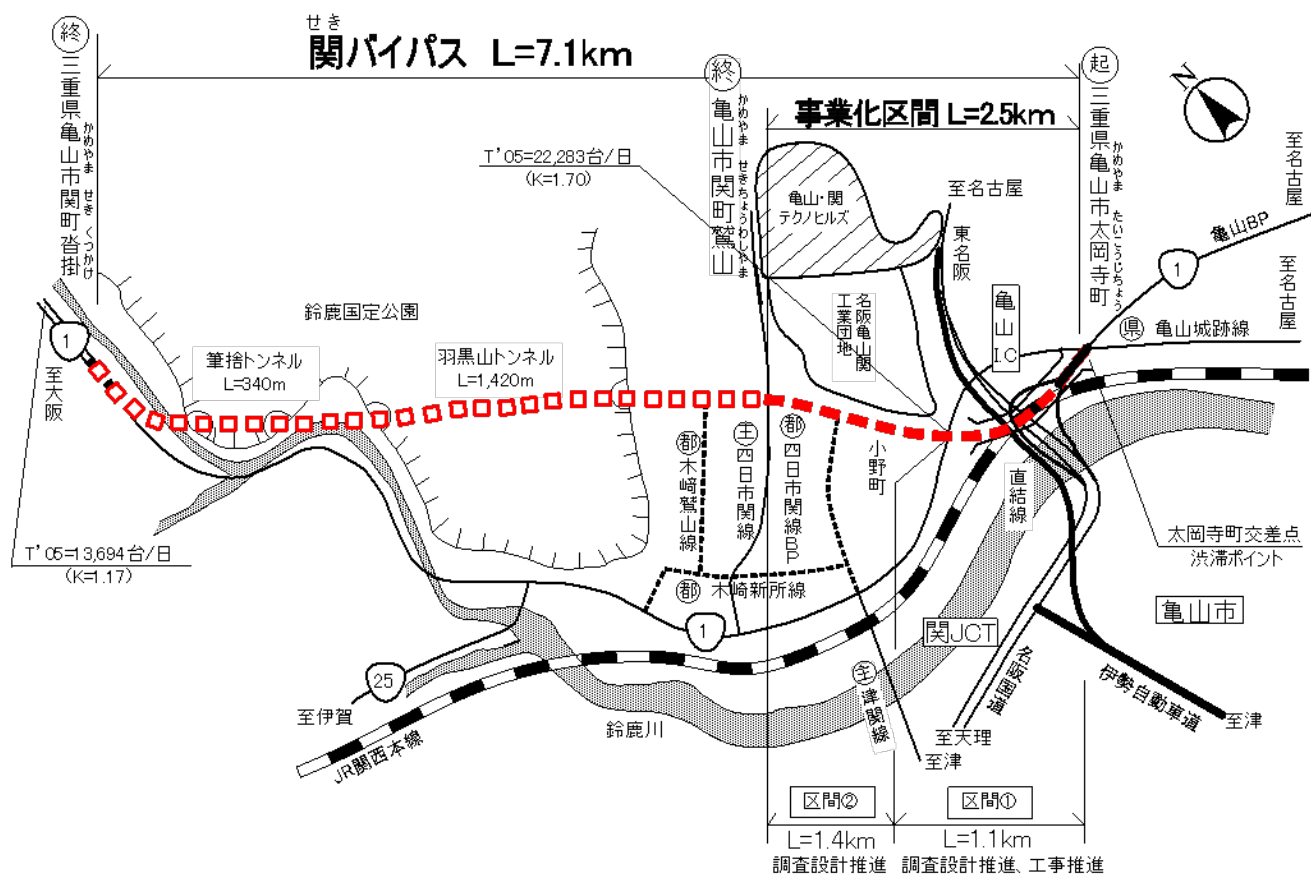 せき
関バイパス L=7.1km
終
三重県亀山市関町沓掛
かめやま せき くつかけ
終
亀山市関町鷲山
かめやま せきちょうわしやま
起
三重県亀山市太岡寺町
かめやま たいこうじちょう
事業化区間 L=2.5km
N
T'05=22,283台/日
(K=1.70)
亀山・関
テクノヒルズ
至名古屋
東名阪
至名古屋
亀山BP
1
至名古屋
県 亀山城跡線
亀山I.C
名阪亀山関
工業団地
鈴鹿国定公園
1
至大阪
筆捨トンネル
L=340m
羽黒山トンネル
L=1,420m
都 木崎鷲山線
主 四日市関線
都 四日市関線BP
小野町
直結線
太岡寺町交差点
渋滞ポイント
T'05=13,694台/日
(K=1.17)
都 木崎新所線
1
関JCT
亀山市
25
至伊賀
JR関西本線
鈴鹿川
主 津関線
名阪国道
伊勢自動車道
至天理
至津
至津
区間②
区間①
L=1.4km
L=1.1km
調査設計推進
調査設計推進、工事推進